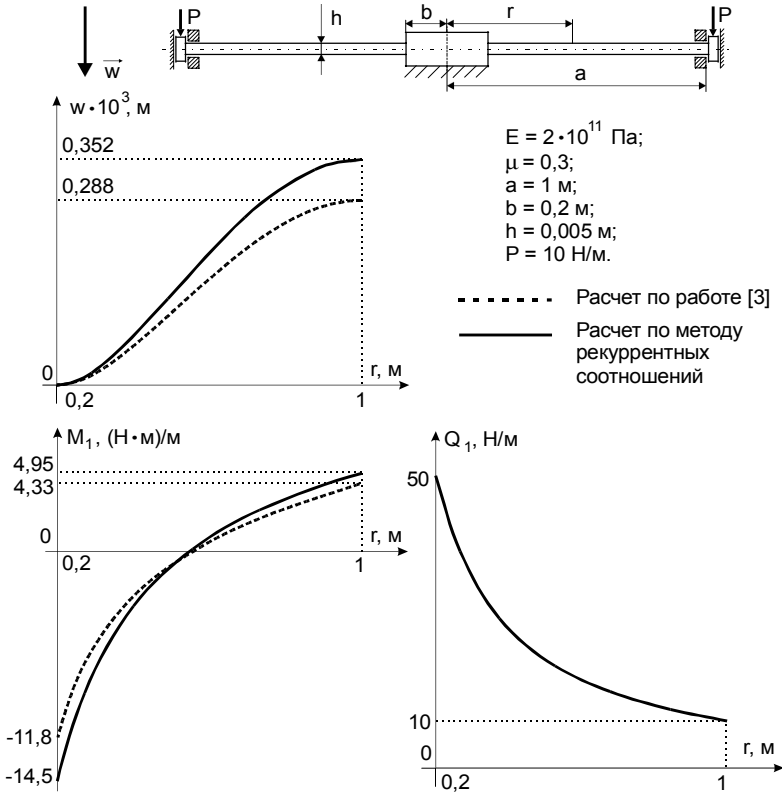 P
h
b
r
P
w
a
w•10³, м
0,352
0,288
0
0,2
1
r, м
E = 2•10¹¹ Па;
μ = 0,3;
a = 1 м;
b = 0,2 м;
h = 0,005 м;
P = 10 Н/м.
Расчет по работе [3]
Расчет по методу
рекуррентных
соотношений
M₁, (Н•м)/м
4,95
4,33
0
0,2
1
r, м
-11,8
-14,5
Q₁, Н/м
50
10
0
0,2
1
r, м